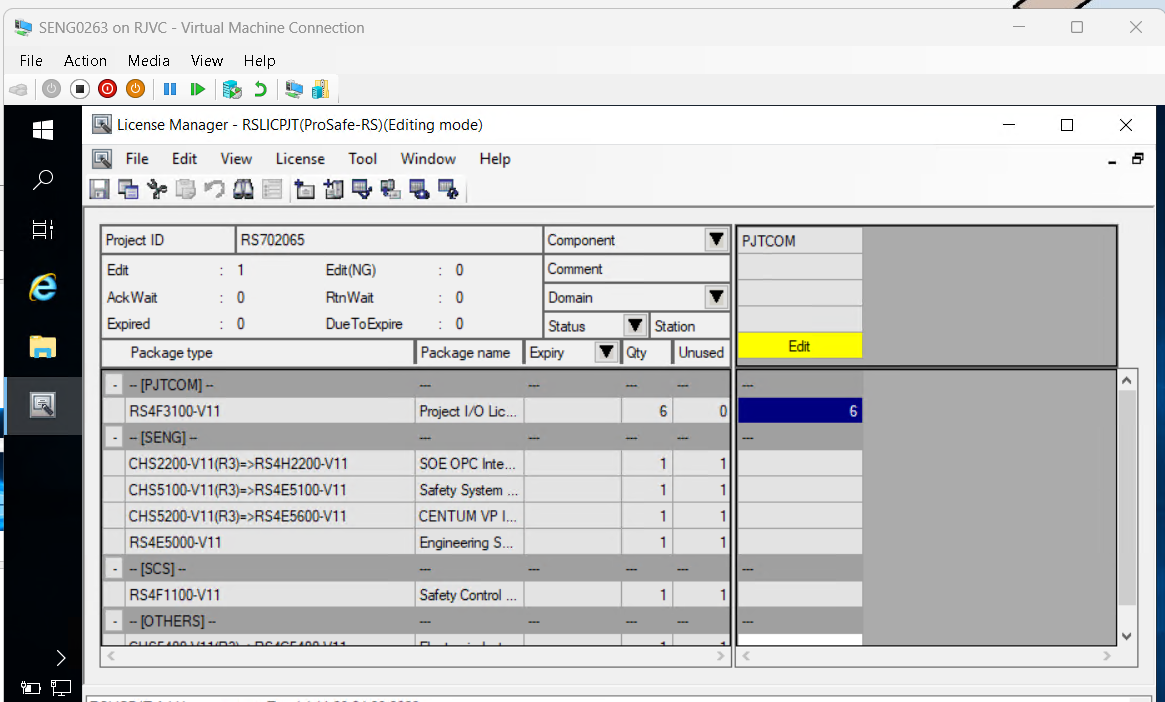 SENG0263 on RJVC - Virtual Machine Connection
File Action Media View Help
License Manager - RSLICPJT(ProSafe-RS)(Editing mode)
File Edit View License Tool Window Help
Project ID RS702065 Component PJTCOM
Edit : 1 Edit(NG) : 0 Comment
AckWait : 0 RtnWait : 0 Domain
Expired : 0 DueToExpire : 0 Status Station
Package type Package name Expiry Qty Unused Edit
- -- [PJTCOM] -- --- --- --- --- ---
RS4F3100-V11 Project I/O Lic... 6 0 6
- -- [SENG] -- --- --- --- --- ---
CHS2200-V11(R3)=>RS4H2200-V11 SOE OPC Inte... 1 1
CHS5100-V11(R3)=>RS4E5100-V11 Safety System ... 1 1
CHS5200-V11(R3)=>RS4E5600-V11 CENTUM VP I... 1 1
RS4E5000-V11 Engineering S... 1 1
- -- [SCS] -- --- --- --- --- ---
RS4F1100-V11 Safety Control ... 1 1
- -- [OTHERS] -- --- --- --- --- ---